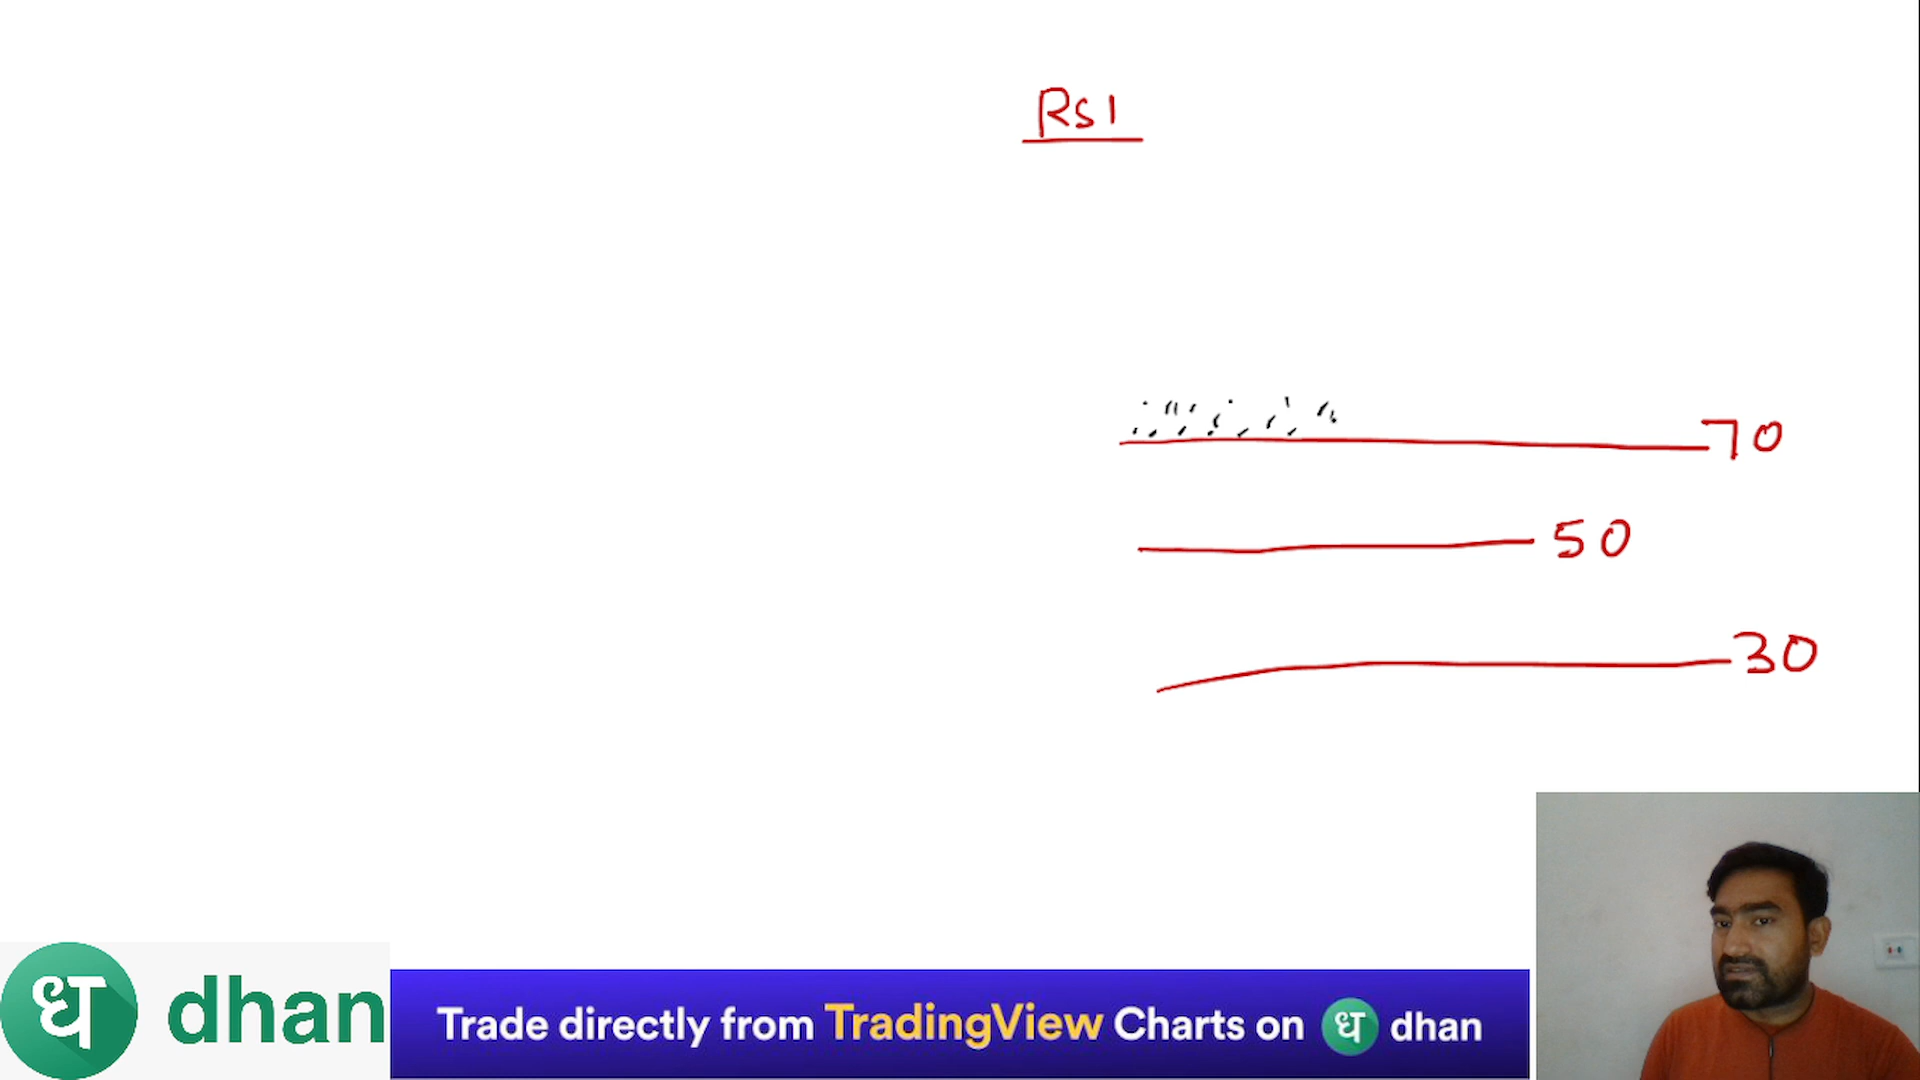 RSI
70
50
30
ध dhan
Trade directly from TradingView Charts on ध dhan